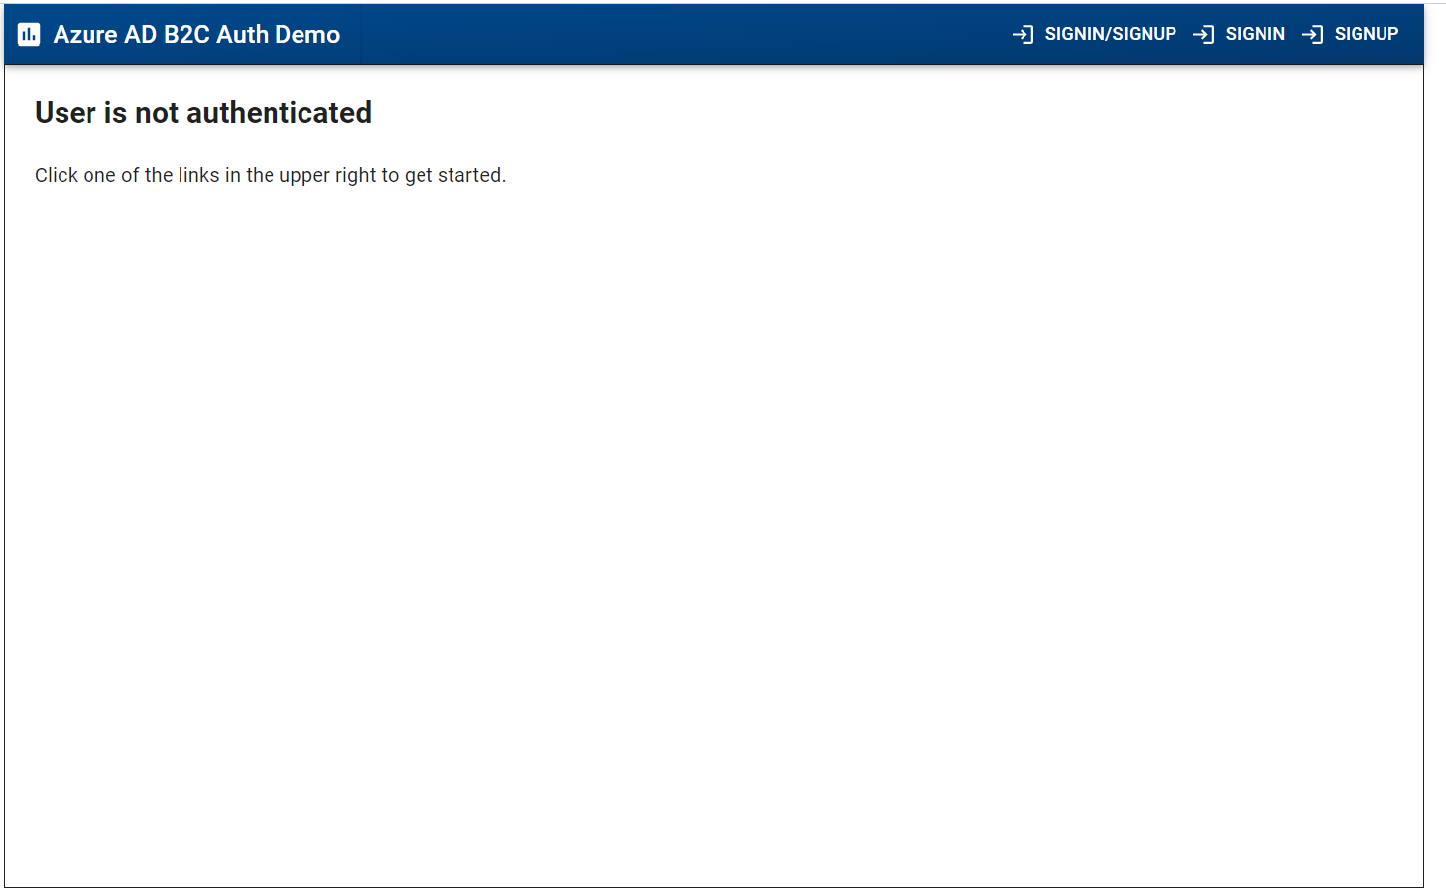 Azure AD B2C Auth Demo SIGNIN/SIGNUP SIGNIN SIGNUP
User is not authenticated
Click one of the links in the upper right to get started.